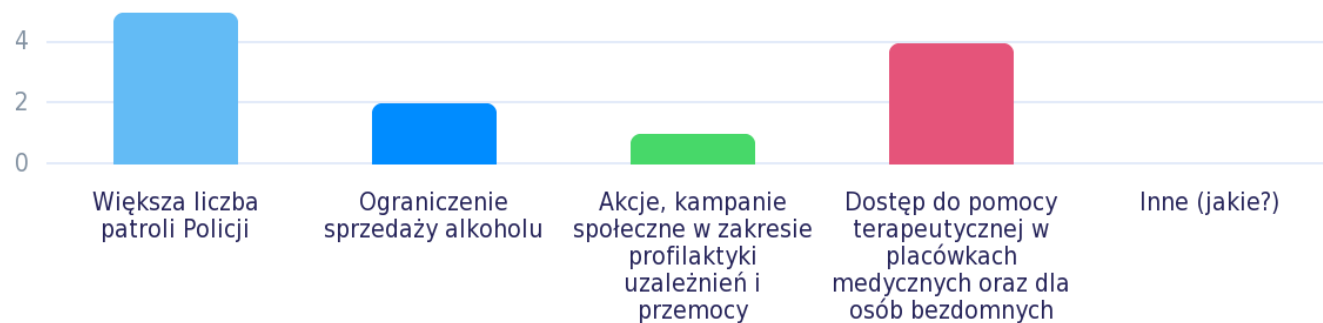 4
2
0
Większa liczba
patroli Policji
Ograniczenie
sprzedaży alkoholu
Akcje, kampanie
społeczne w zakresie
profilaktyki
uzależnień i
przemocy
Dostęp do pomocy
terapeutycznej w
placówkach
medycznych oraz dla
osób bezdomnych
Inne (jakie?)